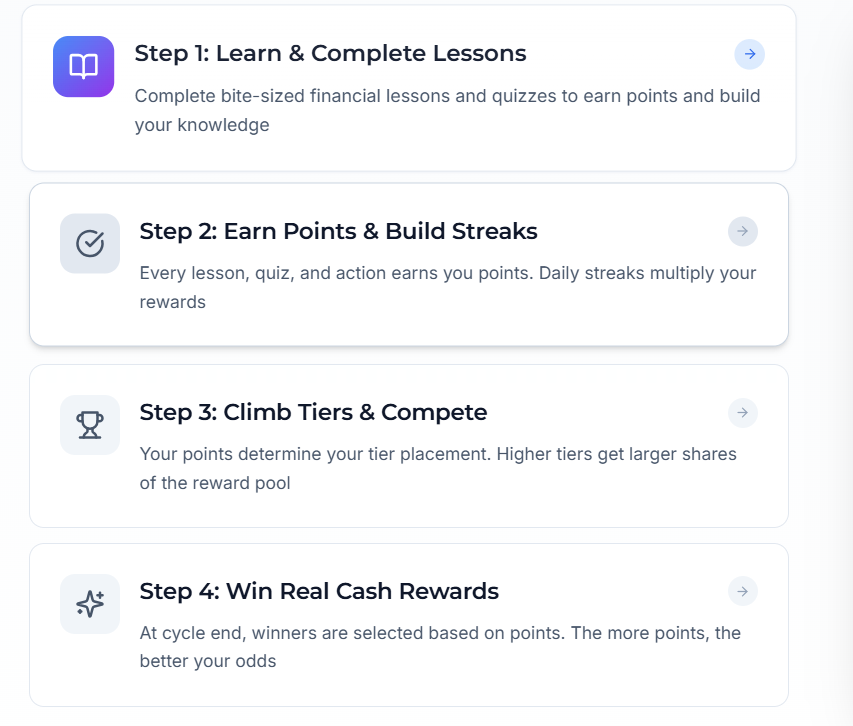 Step 1: Learn & Complete Lessons
Complete bite-sized financial lessons and quizzes to earn points and build
your knowledge
Step 2: Earn Points & Build Streaks
Every lesson, quiz, and action earns you points. Daily streaks multiply your
rewards
Step 3: Climb Tiers & Compete
Your points determine your tier placement. Higher tiers get larger shares
of the reward pool
Step 4: Win Real Cash Rewards
At cycle end, winners are selected based on points. The more points, the
better your odds